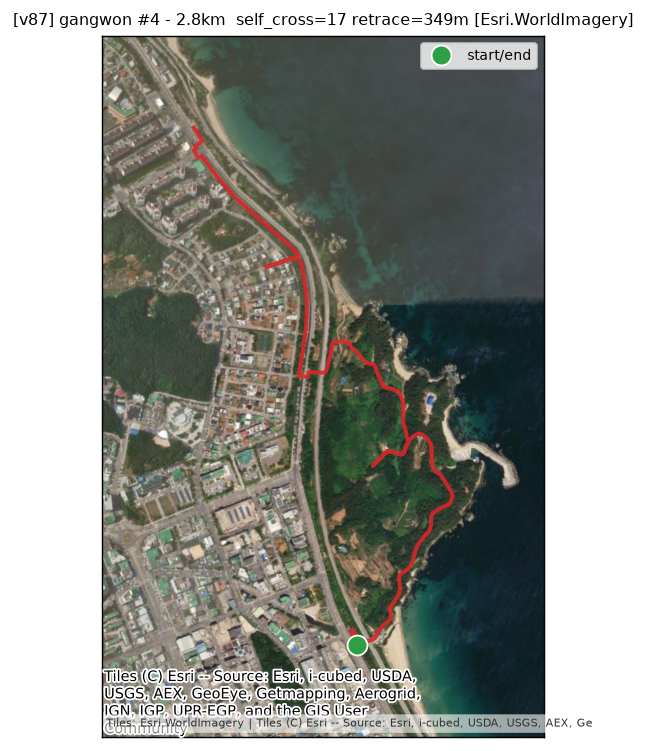 [v87] gangwon #4 - 2.8km  self_cross=17 retrace=349m [Esri.WorldImagery]
start/end
Tiles (C) Esri -- Source: Esri, i-cubed, USDA,
USGS, AEX, GeoEye, Getmapping, Aerogrid,
IGN, IGP, UPR-EGP, and the GIS User
Community
Tiles: Esri.WorldImagery | Tiles (C) Esri -- Source: Esri, i-cubed, USDA, USGS, AEX, Ge